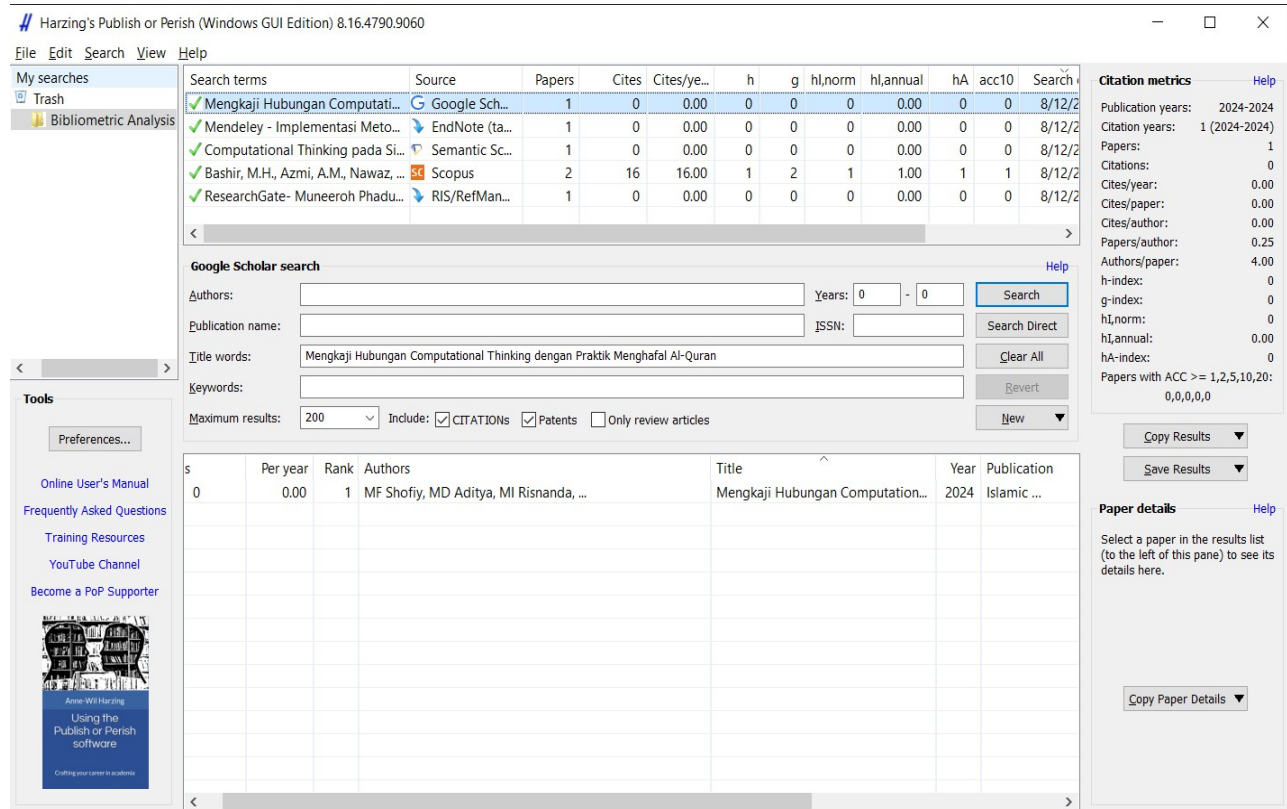 Harzing's Publish or Perish (Windows GUI Edition) 8.16.4790.9060
File Edit Search View Help
My searches
Trash
Bibliometric Analysis
Search terms Source Papers Cites Cites/ye... h g hI,norm hI,annual hA acc10 Search
Mengkaji Hubungan Computati... Google Sch... 1 0 0.00 0 0 0 0.00 0 0 8/12/2
Mendeley - Implementasi Meto... EndNote (ta... 1 0 0.00 0 0 0 0.00 0 0 8/12/2
Computational Thinking pada Si... Semantic Sc... 1 0 0.00 0 0 0 0.00 0 0 8/12/2
Bashir, M.H., Azmi, A.M., Nawaz, ... SC Scopus 2 16 16.00 1 2 1 1.00 1 1 8/12/2
ResearchGate- Muneeroh Phadu... RIS/RefMan... 1 0 0.00 0 0 0 0.00 0 0 8/12/2
Google Scholar search Help
Authors: Years: 0 - 0 Search
Publication name: ISSN: Search Direct
Title words: Mengkaji Hubungan Computational Thinking dengan Praktik Menghafal Al-Quran Clear All
Keywords: Revert
Maximum results: 200 Include: CITATIONs Patents Only review articles New
s Per year Rank Authors Title Year Publication
0 0.00 1 MF Shofiy, MD Aditya, MI Risnanda, ... Mengkaji Hubungan Computation... 2024 Islamic ...
Tools
Preferences...
Online User's Manual
Frequently Asked Questions
Training Resources
YouTube Channel
Become a PoP Supporter
Anne-Wil Harzing
Using the
Publish or Perish
software
Crafting your career in academia
Citation metrics Help
Publication years: 2024-2024
Citation years: 1 (2024-2024)
Papers: 1
Citations: 0
Cites/year: 0.00
Cites/paper: 0.00
Cites/author: 0.00
Papers/author: 0.25
Authors/paper: 4.00
h-index: 0
g-index: 0
hI,norm: 0
hI,annual: 0.00
hA-index: 0
Papers with ACC >= 1,2,5,10,20:
0,0,0,0,0
Copy Results
Save Results
Paper details Help
Select a paper in the results list
(to the left of this pane) to see its
details here.
Copy Paper Details